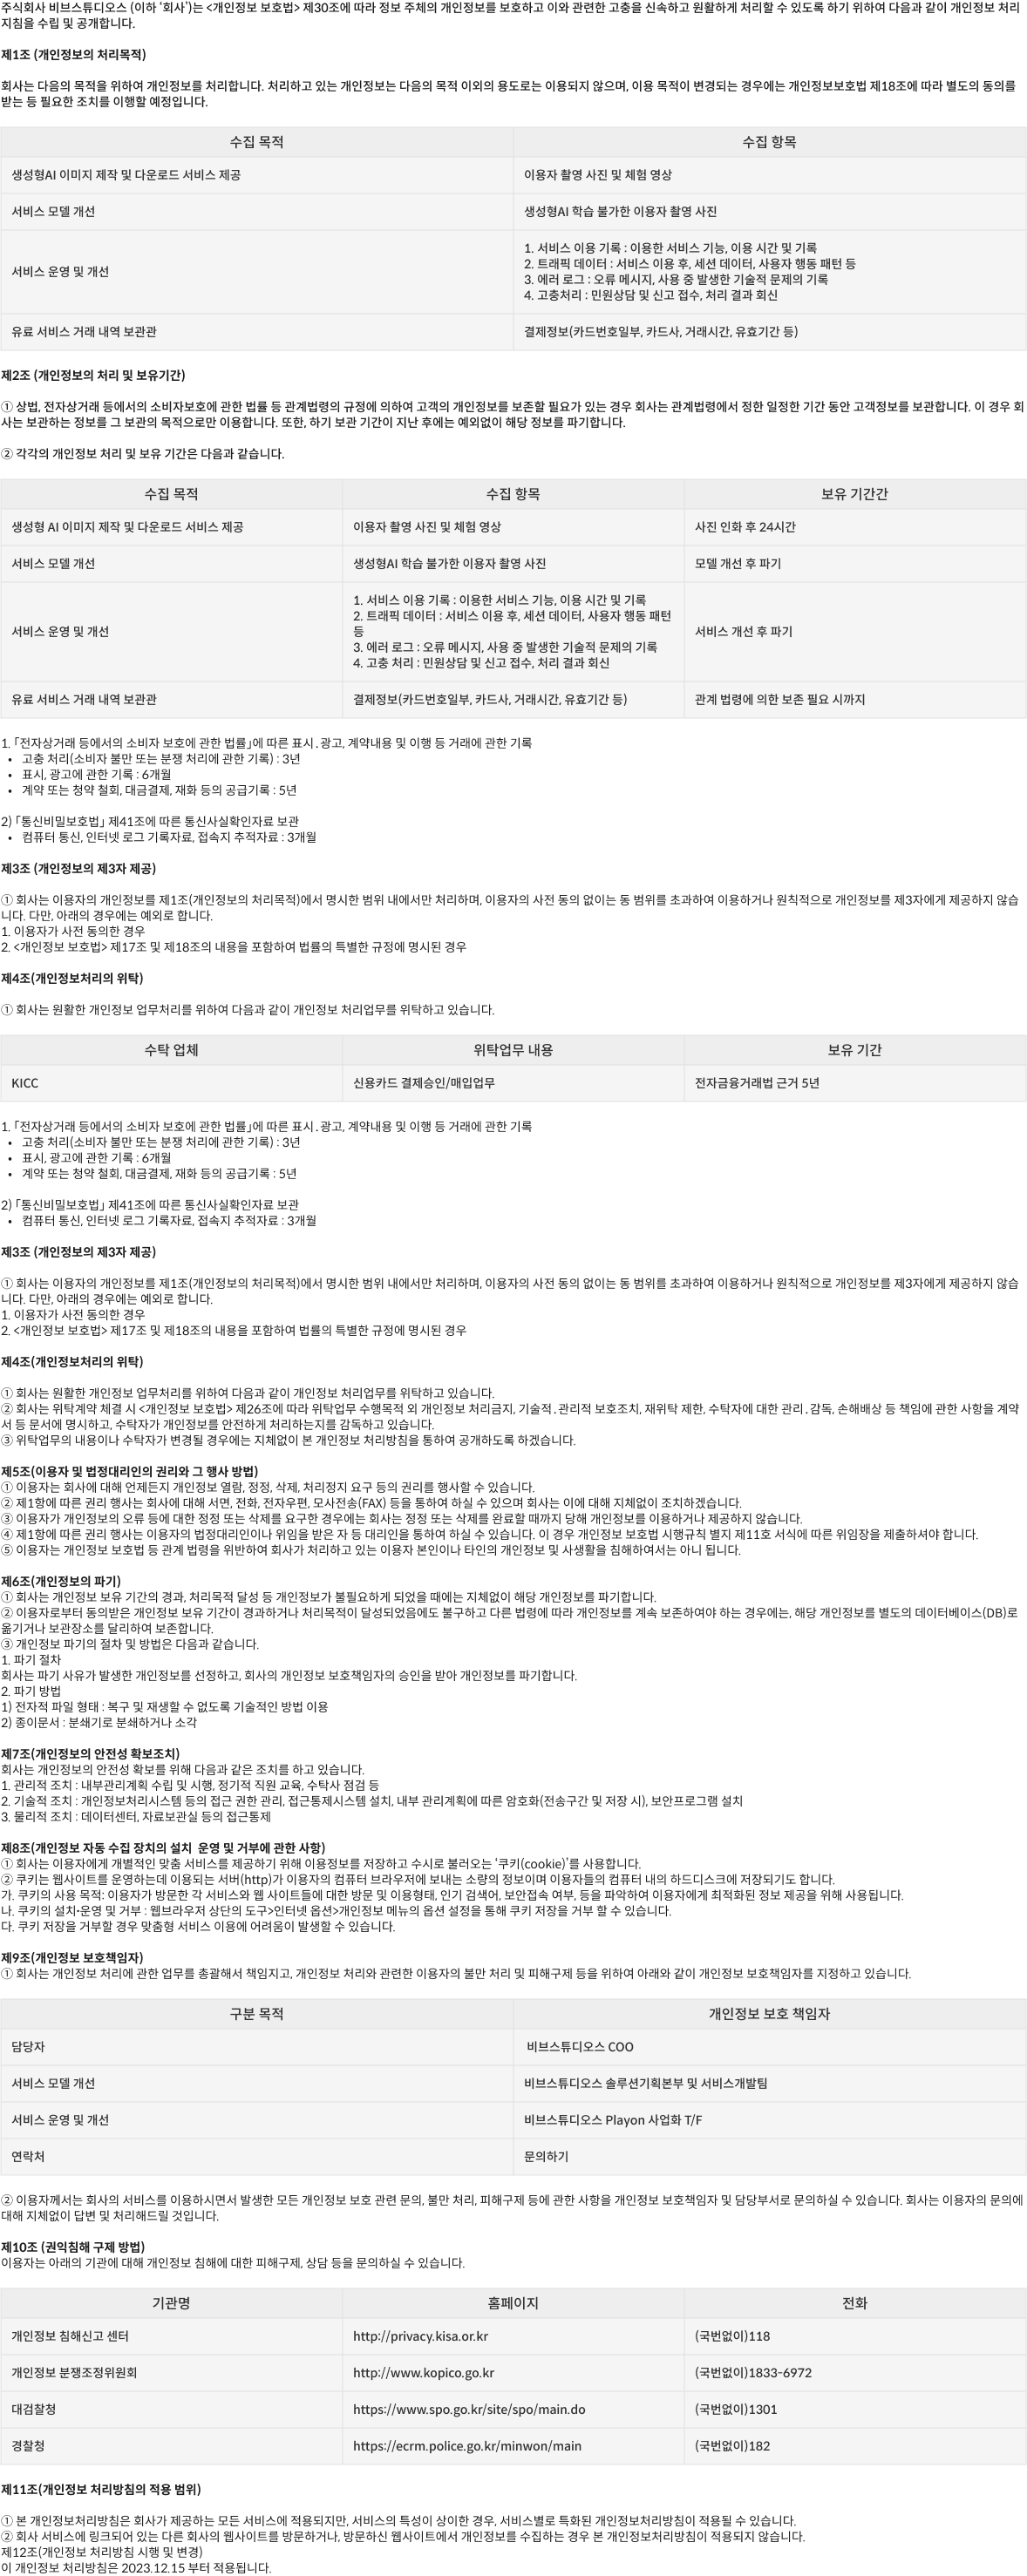 주식회사 비브스튜디오스 (이하 ‘회사’)는 <개인정보 보호법> 제30조에 따라 정보 주체의 개인정보를 보호하고 이와 관련한 고충을 신속하고 원활하게 처리할 수 있도록 하기 위하여 다음과 같이 개인정보 처리
지침을 수립 및 공개합니다.
제1조 (개인정보의 처리목적)
회사는 다음의 목적을 위하여 개인정보를 처리합니다. 처리하고 있는 개인정보는 다음의 목적 이외의 용도로는 이용되지 않으며, 이용 목적이 변경되는 경우에는 개인정보보호법 제18조에 따라 별도의 동의를
받는 등 필요한 조치를 이행할 예정입니다.
수집 목적 수집 항목
생성형AI 이미지 제작 및 다운로드 서비스 제공 이용자 촬영 사진 및 체험 영상
서비스 모델 개선 생성형AI 학습 불가한 이용자 촬영 사진
서비스 운영 및 개선
1. 서비스 이용 기록 : 이용한 서비스 기능, 이용 시간 및 기록
2. 트래픽 데이터 : 서비스 이용 후, 세션 데이터, 사용자 행동 패턴 등
3. 에러 로그 : 오류 메시지, 사용 중 발생한 기술적 문제의 기록
4. 고충처리 : 민원상담 및 신고 접수, 처리 결과 회신
유료 서비스 거래 내역 보관관 결제정보(카드번호일부, 카드사, 거래시간, 유효기간 등)
제2조 (개인정보의 처리 및 보유기간)
① 상법, 전자상거래 등에서의 소비자보호에 관한 법률 등 관계법령의 규정에 의하여 고객의 개인정보를 보존할 필요가 있는 경우 회사는 관계법령에서 정한 일정한 기간 동안 고객정보를 보관합니다. 이 경우 회
사는 보관하는 정보를 그 보관의 목적으로만 이용합니다. 또한, 하기 보관 기간이 지난 후에는 예외없이 해당 정보를 파기합니다.
② 각각의 개인정보 처리 및 보유 기간은 다음과 같습니다.
수집 목적 수집 항목 보유 기간간
생성형 AI 이미지 제작 및 다운로드 서비스 제공 이용자 촬영 사진 및 체험 영상 사진 인화 후 24시간
서비스 모델 개선 생성형AI 학습 불가한 이용자 촬영 사진 모델 개선 후 파기
서비스 운영 및 개선
1. 서비스 이용 기록 : 이용한 서비스 기능, 이용 시간 및 기록
2. 트래픽 데이터 : 서비스 이용 후, 세션 데이터, 사용자 행동 패턴
등
3. 에러 로그 : 오류 메시지, 사용 중 발생한 기술적 문제의 기록
4. 고충 처리 : 민원상담 및 신고 접수, 처리 결과 회신
서비스 개선 후 파기
유료 서비스 거래 내역 보관관 결제정보(카드번호일부, 카드사, 거래시간, 유효기간 등) 관계 법령에 의한 보존 필요 시까지
1. 「전자상거래 등에서의 소비자 보호에 관한 법률」에 따른 표시․광고, 계약내용 및 이행 등 거래에 관한 기록
• 고충 처리(소비자 불만 또는 분쟁 처리에 관한 기록) : 3년
• 표시, 광고에 관한 기록 : 6개월
• 계약 또는 청약 철회, 대금결제, 재화 등의 공급기록 : 5년
2) 「통신비밀보호법」 제41조에 따른 통신사실확인자료 보관
• 컴퓨터 통신, 인터넷 로그 기록자료, 접속지 추적자료 : 3개월
제3조 (개인정보의 제3자 제공)
① 회사는 이용자의 개인정보를 제1조(개인정보의 처리목적)에서 명시한 범위 내에서만 처리하며, 이용자의 사전 동의 없이는 동 범위를 초과하여 이용하거나 원칙적으로 개인정보를 제3자에게 제공하지 않습
니다. 다만, 아래의 경우에는 예외로 합니다.
1. 이용자가 사전 동의한 경우
2. <개인정보 보호법> 제17조 및 제18조의 내용을 포함하여 법률의 특별한 규정에 명시된 경우
제4조(개인정보처리의 위탁)
① 회사는 원활한 개인정보 업무처리를 위하여 다음과 같이 개인정보 처리업무를 위탁하고 있습니다.
수탁 업체 위탁업무 내용 보유 기간
KICC 신용카드 결제승인/매입업무 전자금융거래법 근거 5년
1. 「전자상거래 등에서의 소비자 보호에 관한 법률」에 따른 표시․광고, 계약내용 및 이행 등 거래에 관한 기록
• 고충 처리(소비자 불만 또는 분쟁 처리에 관한 기록) : 3년
• 표시, 광고에 관한 기록 : 6개월
• 계약 또는 청약 철회, 대금결제, 재화 등의 공급기록 : 5년
2) 「통신비밀보호법」 제41조에 따른 통신사실확인자료 보관
• 컴퓨터 통신, 인터넷 로그 기록자료, 접속지 추적자료 : 3개월
제3조 (개인정보의 제3자 제공)
① 회사는 이용자의 개인정보를 제1조(개인정보의 처리목적)에서 명시한 범위 내에서만 처리하며, 이용자의 사전 동의 없이는 동 범위를 초과하여 이용하거나 원칙적으로 개인정보를 제3자에게 제공하지 않습
니다. 다만, 아래의 경우에는 예외로 합니다.
1. 이용자가 사전 동의한 경우
2. <개인정보 보호법> 제17조 및 제18조의 내용을 포함하여 법률의 특별한 규정에 명시된 경우
제4조(개인정보처리의 위탁)
① 회사는 원활한 개인정보 업무처리를 위하여 다음과 같이 개인정보 처리업무를 위탁하고 있습니다.
② 회사는 위탁계약 체결 시 <개인정보 보호법> 제26조에 따라 위탁업무 수행목적 외 개인정보 처리금지, 기술적․관리적 보호조치, 재위탁 제한, 수탁자에 대한 관리․감독, 손해배상 등 책임에 관한 사항을 계약
서 등 문서에 명시하고, 수탁자가 개인정보를 안전하게 처리하는지를 감독하고 있습니다.
③ 위탁업무의 내용이나 수탁자가 변경될 경우에는 지체없이 본 개인정보 처리방침을 통하여 공개하도록 하겠습니다.
제5조(이용자 및 법정대리인의 권리와 그 행사 방법)
① 이용자는 회사에 대해 언제든지 개인정보 열람, 정정, 삭제, 처리정지 요구 등의 권리를 행사할 수 있습니다.
② 제1항에 따른 권리 행사는 회사에 대해 서면, 전화, 전자우편, 모사전송(FAX) 등을 통하여 하실 수 있으며 회사는 이에 대해 지체없이 조치하겠습니다.
③ 이용자가 개인정보의 오류 등에 대한 정정 또는 삭제를 요구한 경우에는 회사는 정정 또는 삭제를 완료할 때까지 당해 개인정보를 이용하거나 제공하지 않습니다.
④ 제1항에 따른 권리 행사는 이용자의 법정대리인이나 위임을 받은 자 등 대리인을 통하여 하실 수 있습니다. 이 경우 개인정보 보호법 시행규칙 별지 제11호 서식에 따른 위임장을 제출하셔야 합니다.
⑤ 이용자는 개인정보 보호법 등 관계 법령을 위반하여 회사가 처리하고 있는 이용자 본인이나 타인의 개인정보 및 사생활을 침해하여서는 아니 됩니다.
제6조(개인정보의 파기)
① 회사는 개인정보 보유 기간의 경과, 처리목적 달성 등 개인정보가 불필요하게 되었을 때에는 지체없이 해당 개인정보를 파기합니다.
② 이용자로부터 동의받은 개인정보 보유 기간이 경과하거나 처리목적이 달성되었음에도 불구하고 다른 법령에 따라 개인정보를 계속 보존하여야 하는 경우에는, 해당 개인정보를 별도의 데이터베이스(DB)로
옮기거나 보관장소를 달리하여 보존합니다.
③ 개인정보 파기의 절차 및 방법은 다음과 같습니다.
1. 파기 절차
회사는 파기 사유가 발생한 개인정보를 선정하고, 회사의 개인정보 보호책임자의 승인을 받아 개인정보를 파기합니다.
2. 파기 방법
1) 전자적 파일 형태 : 복구 및 재생할 수 없도록 기술적인 방법 이용
2) 종이문서 : 분쇄기로 분쇄하거나 소각
제7조(개인정보의 안전성 확보조치)
회사는 개인정보의 안전성 확보를 위해 다음과 같은 조치를 하고 있습니다.
1. 관리적 조치 : 내부관리계획 수립 및 시행, 정기적 직원 교육, 수탁사 점검 등
2. 기술적 조치 : 개인정보처리시스템 등의 접근 권한 관리, 접근통제시스템 설치, 내부 관리계획에 따른 암호화(전송구간 및 저장 시), 보안프로그램 설치
3. 물리적 조치 : 데이터센터, 자료보관실 등의 접근통제
제8조(개인정보 자동 수집 장치의 설치 운영 및 거부에 관한 사항)
① 회사는 이용자에게 개별적인 맞춤 서비스를 제공하기 위해 이용정보를 저장하고 수시로 불러오는 ‘쿠키(cookie)’를 사용합니다.
② 쿠키는 웹사이트를 운영하는데 이용되는 서버(http)가 이용자의 컴퓨터 브라우저에 보내는 소량의 정보이며 이용자들의 컴퓨터 내의 하드디스크에 저장되기도 합니다.
가. 쿠키의 사용 목적: 이용자가 방문한 각 서비스와 웹 사이트들에 대한 방문 및 이용형태, 인기 검색어, 보안접속 여부, 등을 파악하여 이용자에게 최적화된 정보 제공을 위해 사용됩니다.
나. 쿠키의 설치•운영 및 거부 : 웹브라우저 상단의 도구>인터넷 옵션>개인정보 메뉴의 옵션 설정을 통해 쿠키 저장을 거부 할 수 있습니다.
다. 쿠키 저장을 거부할 경우 맞춤형 서비스 이용에 어려움이 발생할 수 있습니다.
제9조(개인정보 보호책임자)
① 회사는 개인정보 처리에 관한 업무를 총괄해서 책임지고, 개인정보 처리와 관련한 이용자의 불만 처리 및 피해구제 등을 위하여 아래와 같이 개인정보 보호책임자를 지정하고 있습니다.
구분 목적 개인정보 보호 책임자
담당자 비브스튜디오스 COO
서비스 모델 개선 비브스튜디오스 솔루션기획본부 및 서비스개발팀
서비스 운영 및 개선 비브스튜디오스 Playon 사업화 T/F
연락처 문의하기
② 이용자께서는 회사의 서비스를 이용하시면서 발생한 모든 개인정보 보호 관련 문의, 불만 처리, 피해구제 등에 관한 사항을 개인정보 보호책임자 및 담당부서로 문의하실 수 있습니다. 회사는 이용자의 문의에
대해 지체없이 답변 및 처리해드릴 것입니다.
제10조 (권익침해 구제 방법)
이용자는 아래의 기관에 대해 개인정보 침해에 대한 피해구제, 상담 등을 문의하실 수 있습니다.
기관명 홈페이지 전화
개인정보 침해신고 센터 http://privacy.kisa.or.kr (국번없이)118
개인정보 분쟁조정위원회 http://www.kopico.go.kr (국번없이)1833-6972
대검찰청 https://www.spo.go.kr/site/spo/main.do (국번없이)1301
경찰청 https://ecrm.police.go.kr/minwon/main (국번없이)182
제11조(개인정보 처리방침의 적용 범위)
① 본 개인정보처리방침은 회사가 제공하는 모든 서비스에 적용되지만, 서비스의 특성이 상이한 경우, 서비스별로 특화된 개인정보처리방침이 적용될 수 있습니다.
② 회사 서비스에 링크되어 있는 다른 회사의 웹사이트를 방문하거나, 방문하신 웹사이트에서 개인정보를 수집하는 경우 본 개인정보처리방침이 적용되지 않습니다.
제12조(개인정보 처리방침 시행 및 변경)
이 개인정보 처리방침은 2023.12.15 부터 적용됩니다.